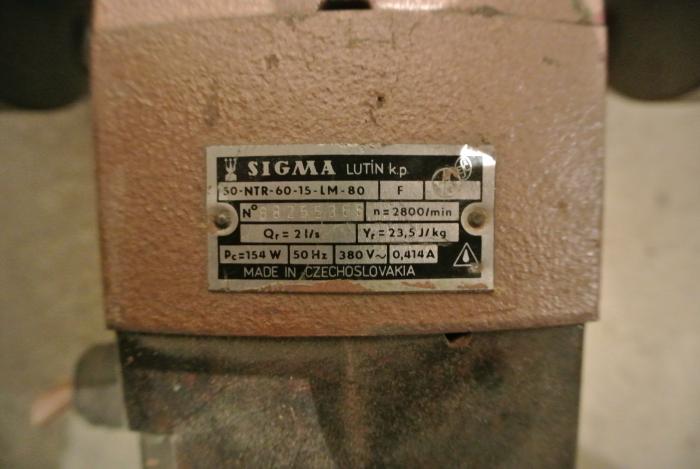 SIGMA LUTÍN k.p.
50-NTR-60-15-LM-80 F
Nº n=2800/min
Qr=2 l/s Yr=23,5 J/kg
Pc=154 W 50 Hz 380 V~ 0,414 A
MADE IN CZECHOSLOVAKIA